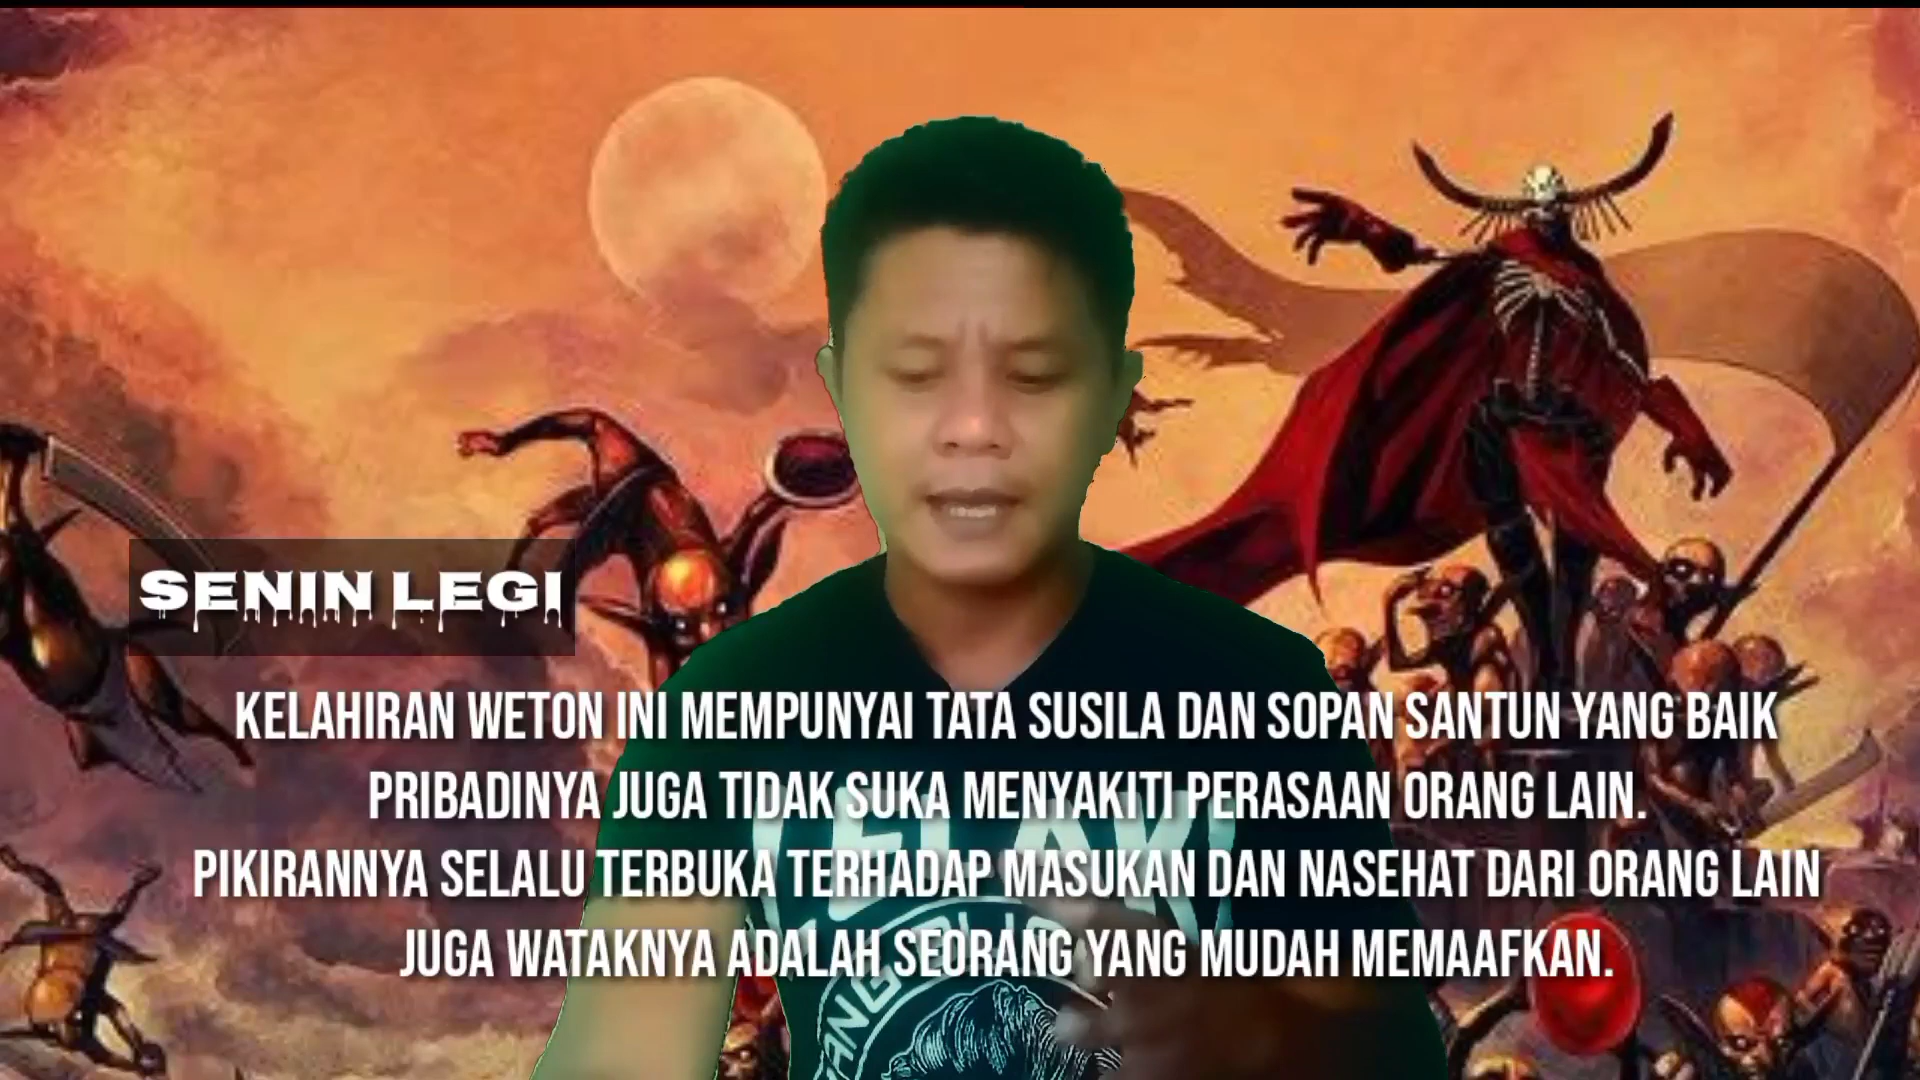 SENIN LEGI
KELAHIRAN WETON INI MEMPUNYAI TATA SUSILA DAN SOPAN SANTUN YANG BAIK
PRIBADINYA JUGA TIDAK SUKA MENYAKITI PERASAAN ORANG LAIN.
PIKIRANNYA SELALU TERBUKA TERHADAP MASUKAN DAN NASEHAT DARI ORANG LAIN
JUGA WATAKNYA ADALAH SEORANG YANG MUDAH MEMAAFKAN.